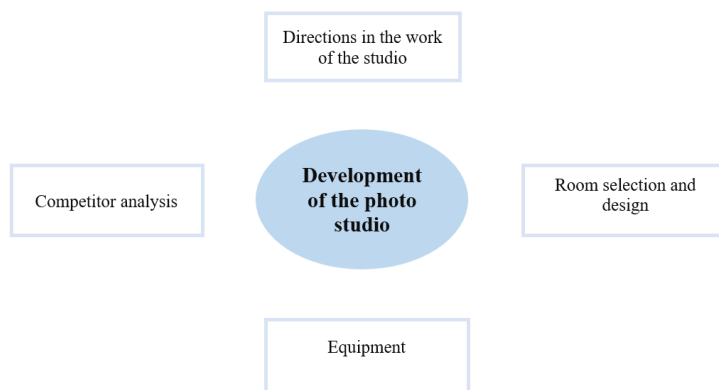 Directions in the work
of the studio
Competitor analysis
Development
of the photo
studio
Room selection and
design
Equipment